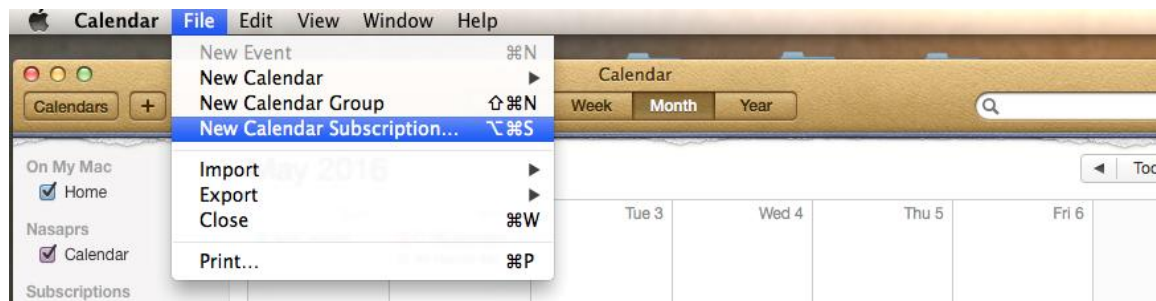 Calendar File Edit View Window Help
New Event ⌘N
New Calendar ▶
New Calendar Group ⇧⌘N
New Calendar Subscription... ⌥⌘S
Import ▶
Export ▶
Close ⌘W
Print... ⌘P
Calendar
Calendars + Week Month Year
May 2016
◀ Tod
On My Mac
Home
Nasaprs
Calendar
Subscriptions
Tue 3 Wed 4 Thu 5 Fri 6